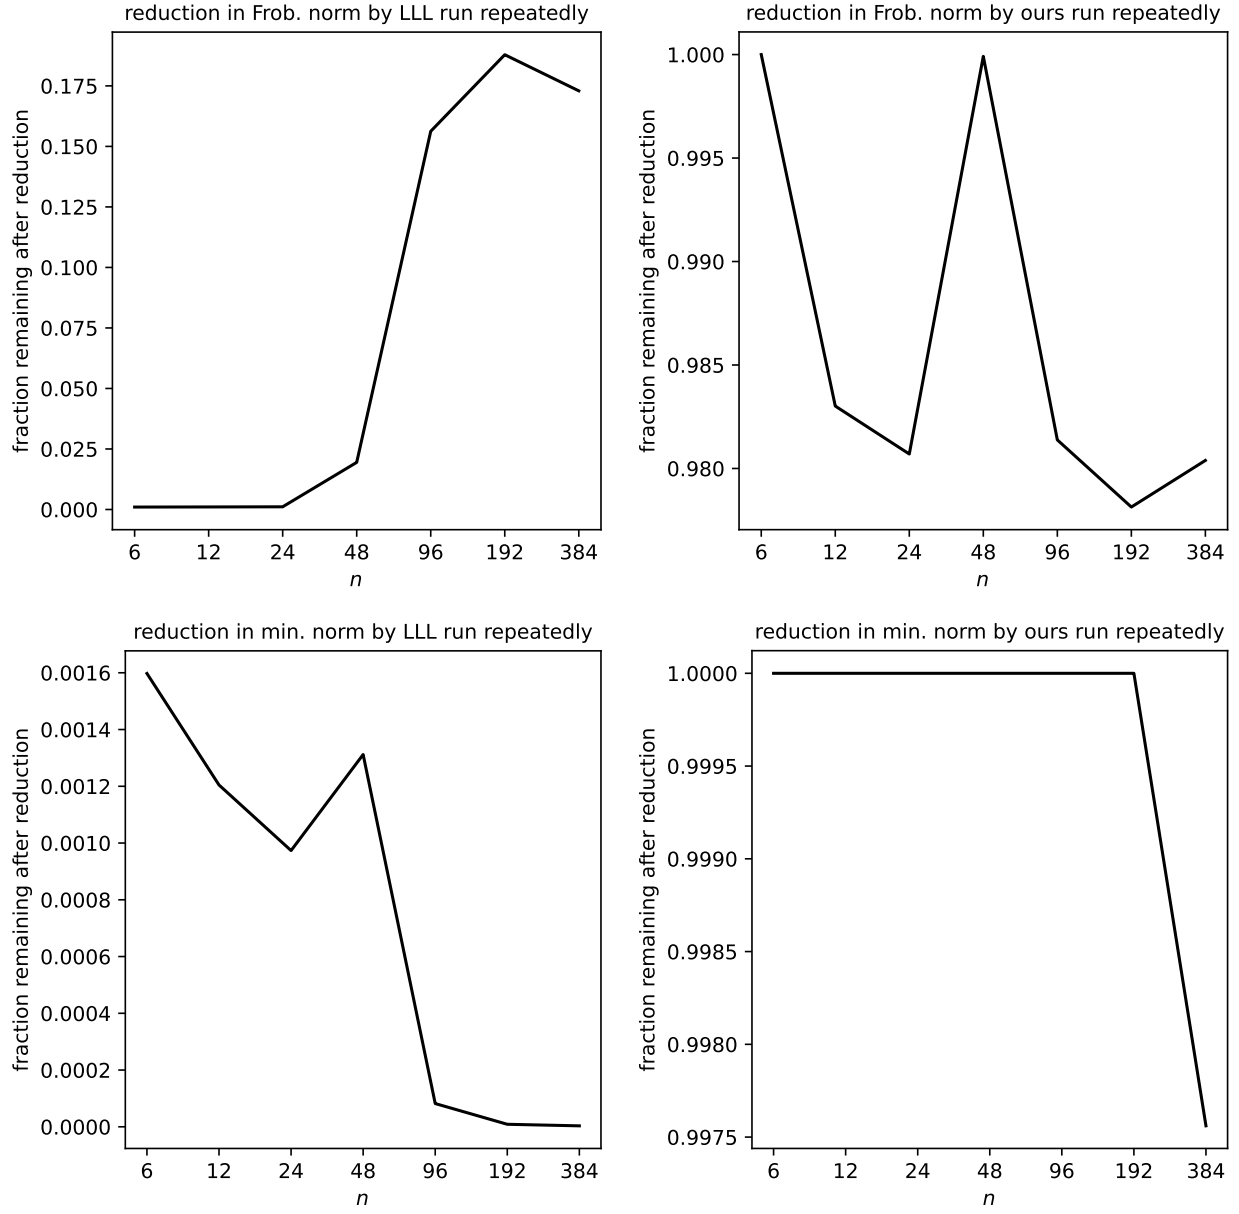 reduction in Frob. norm by LLL run repeatedly
fraction remaining after reduction
0.175
0.150
0.125
0.100
0.075
0.050
0.025
0.000
6 12 24 48 96 192 384
n
reduction in Frob. norm by ours run repeatedly
fraction remaining after reduction
1.000
0.995
0.990
0.985
0.980
6 12 24 48 96 192 384
n
reduction in min. norm by LLL run repeatedly
fraction remaining after reduction
0.0016
0.0014
0.0012
0.0010
0.0008
0.0006
0.0004
0.0002
0.0000
6 12 24 48 96 192 384
n
reduction in min. norm by ours run repeatedly
fraction remaining after reduction
1.0000
0.9995
0.9990
0.9985
0.9980
0.9975
6 12 24 48 96 192 384
n